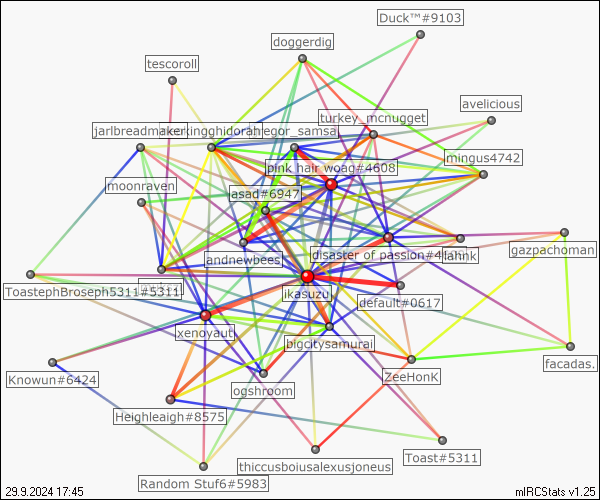 Duck™#9103
doggerdig
tescoroll
avelicious
turkey_mcnugget
jarlbreadmaker
gregor_samsa
mingus4742
pink hair woag#4608
moonraven
asad#6947
gazpachoman
disaster of passion#4
andnewbees
ToastephBroseph5311#5311
ikasuzu
default#0617
xenoyaut
bigcitysamurai
facadas.
Knowun#6424
ZeeHonK
ogshroom
Heighleaigh#8575
Toast#5311
thiccusboiusalexusjoneus
Random Stuf6#5983
29.9.2024 17:45
mIRCStats v1.25